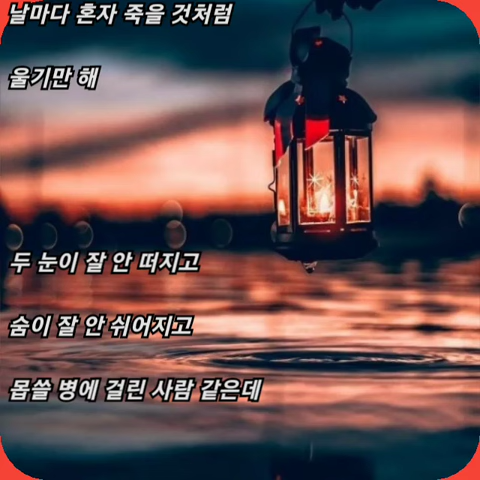 날마다 혼자 죽을 것처럼
울기만 해
두 눈이 잘 안 떠지고
숨이 잘 안 쉬어지고
몹쓸 병에 걸린 사람 같은데